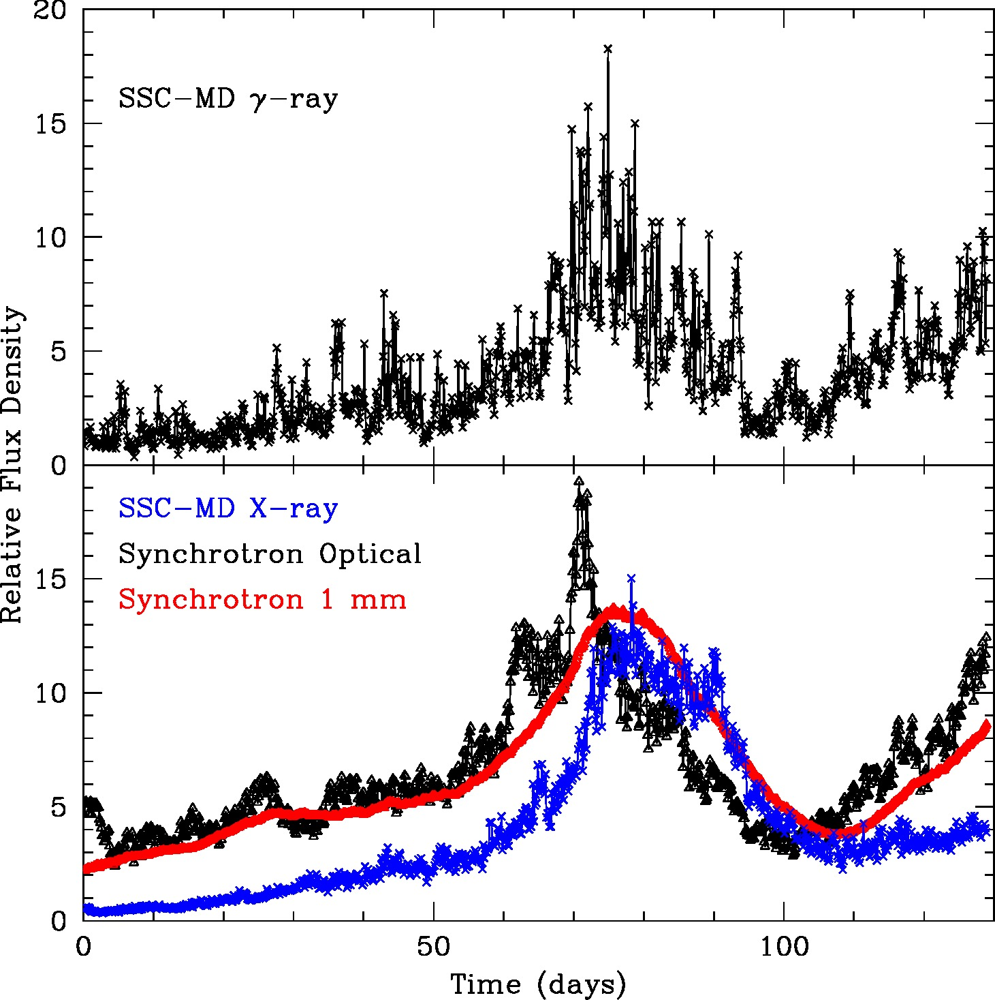 20
SSC-MD γ-ray
15
10
5
0
Relative Flux Density
SSC-MD X-ray
Synchrotron Optical
Synchrotron 1 mm
15
10
5
0
0 50 100
Time (days)